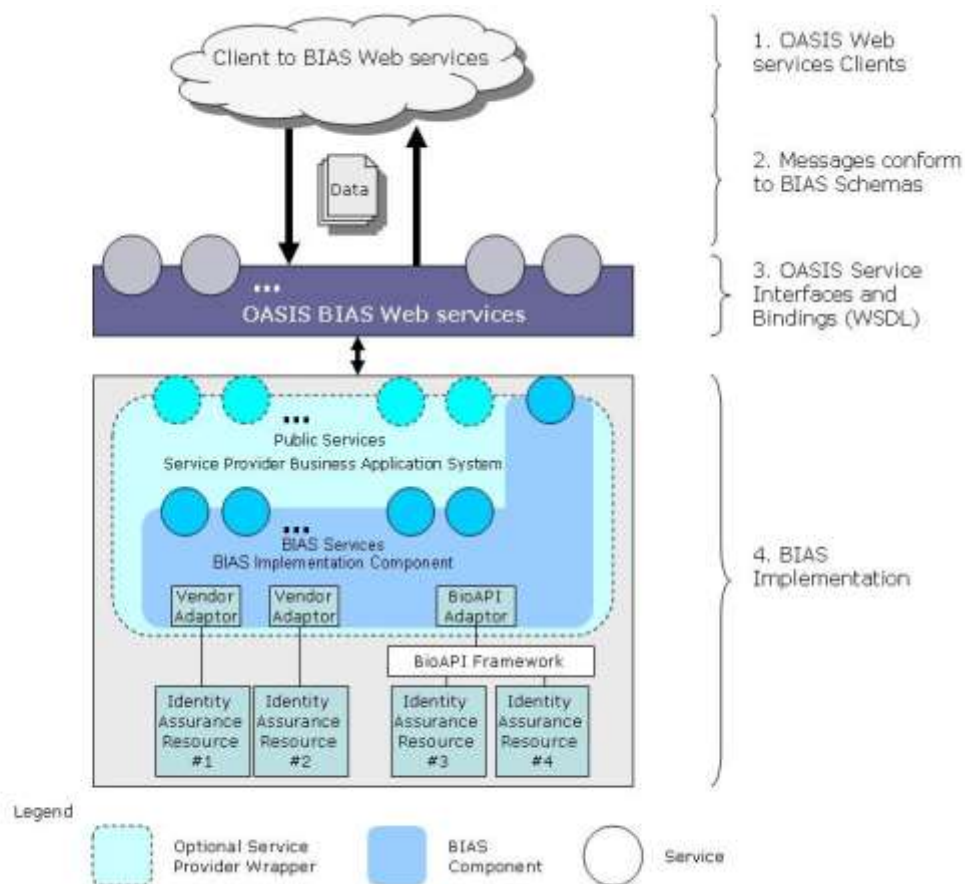 Client to BIAS Web services
1. OASIS Web
services Clients
Data
2. Messages conform
to BIAS Schemas
...
OASIS BIAS Web services
3. OASIS Service
Interfaces and
Bindings (WSDL)
...
Public Services
Service Provider Business Application System
...
BIAS Services
BIAS Implementation Component
4. BIAS
Implementation
Vendor
Adaptor
Vendor
Adaptor
BioAPI
Adaptor
BioAPI Framework
Identity
Assurance
Resource
#1
Identity
Assurance
Resource
#2
Identity
Assurance
Resource
#3
Identity
Assurance
Resource
#4
Legend
Optional Service
Provider Wrapper
BIAS
Component
Service